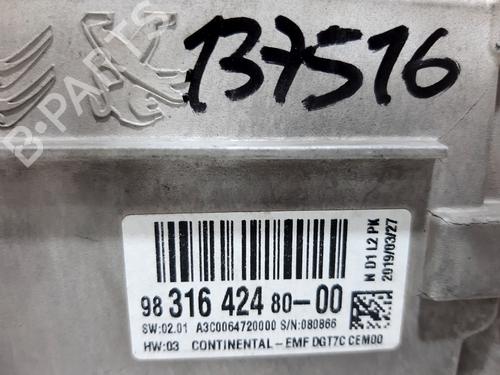 137516
B-PARTS
98 316 424 80-00
SW:02.01 A3C0064720000 S/N:080866
HW:03 CONTINENTAL-EMF DGT7C CEM00
N D1 L2 PK
2019/03/27